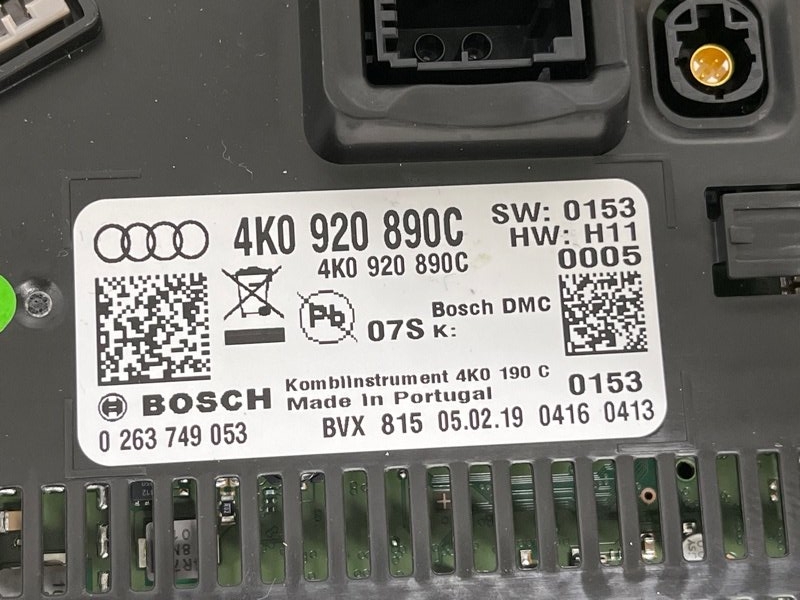 4K0 920 890C
SW: 0153
4K0 920 890C
HW: H11
0005
Pb
07S
Bosch DMC
K:
BOSCH
Kombiinstrument 4K0 190 C
0153
Made in Portugal
0 263 749 053
BVX 815 05.02.19 0416 0413